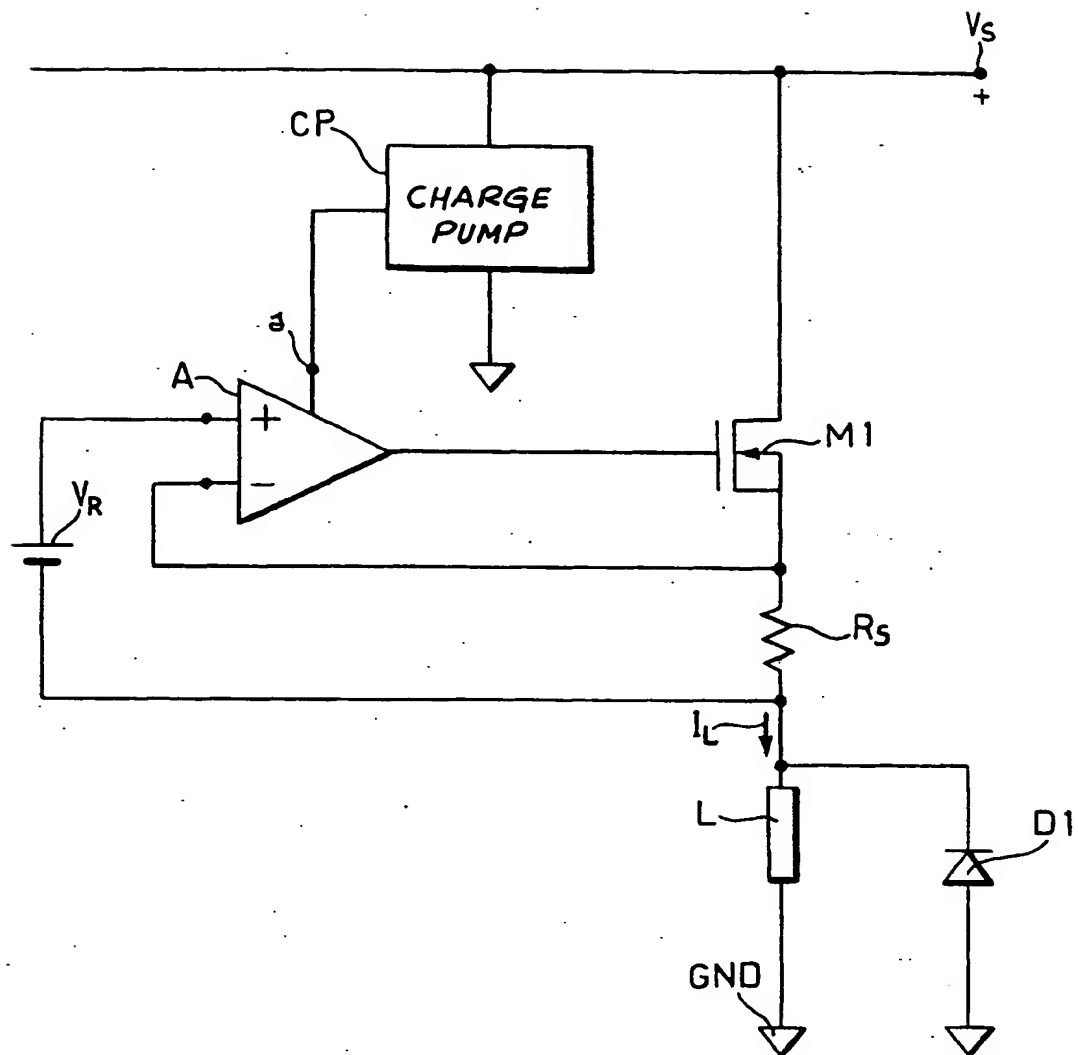 VS
+
CP
CHARGE
PUMP
a
A
+
M1
-
VR
RS
IL
L
D1
GND